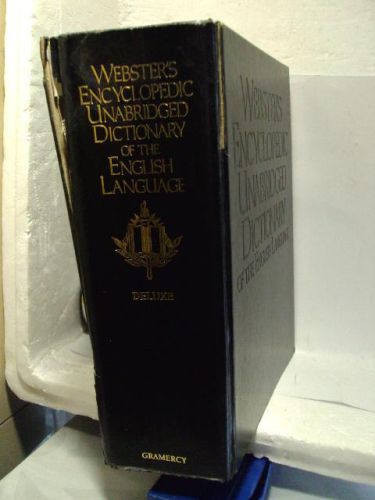 WEBSTER'S
ENCYCLOPEDIC
UNABRIDGED
DICTIONARY
OF THE
ENGLISH
LANGUAGE
DELUXE
GRAMERCY
WEBSTER'S
ENCYCLOPEDIC
UNABRIDGED
DICTIONARY
OF THE ENGLISH LANGUAGE